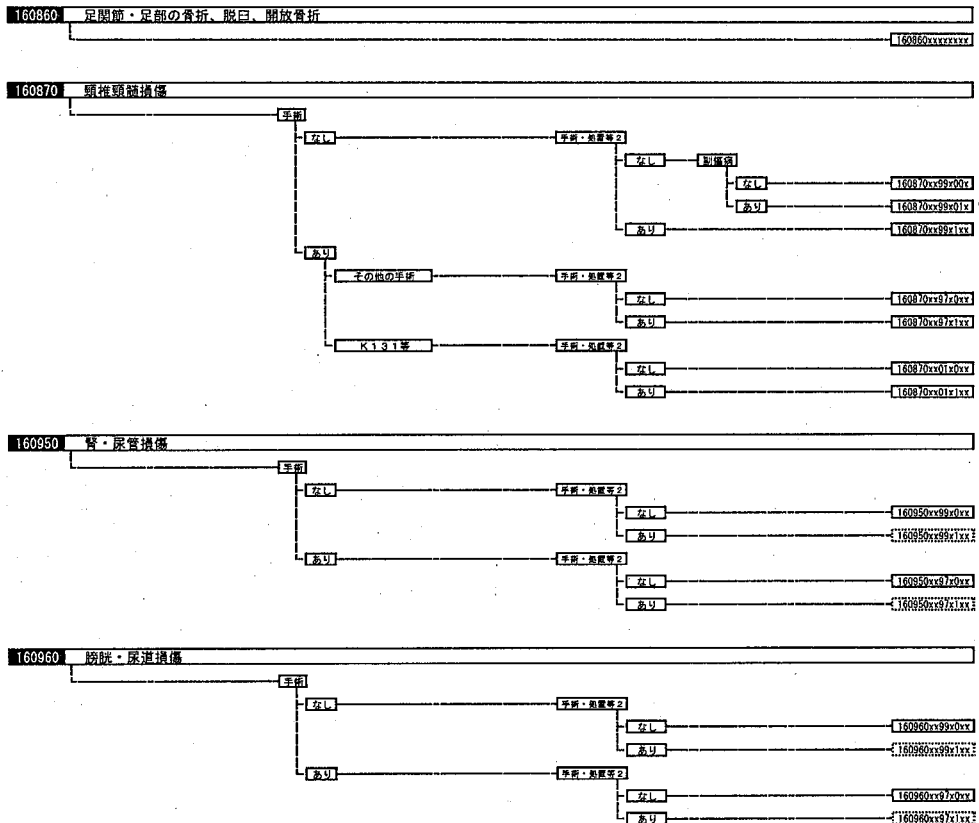 160860 足関節・足部の骨折、脱臼、開放骨折
160860xxxxxxxx
160870 頸椎頸髄損傷
手術
なし 手術・処置等2
なし 副傷病
なし 160870xx99x00x
あり 160870xx99x01x
あり 160870xx99x1xx
あり
その他の手術 手術・処置等2
なし 160870xx97x0xx
あり 160870xx97x1xx
K131等 手術・処置等2
なし 160870xx01x0xx
あり 160870xx01x1xx
160950 腎・尿管損傷
手術
なし 手術・処置等2
なし 160950xx99x0xx
あり 160950xx99x1xx
あり 手術・処置等2
なし 160950xx97x0xx
あり 160950xx97x1xx
160960 膀胱・尿道損傷
手術
なし 手術・処置等2
なし 160960xx99x0xx
あり 160960xx99x1xx
あり 手術・処置等2
なし 160960xx97x0xx
あり 160960xx97x1xx